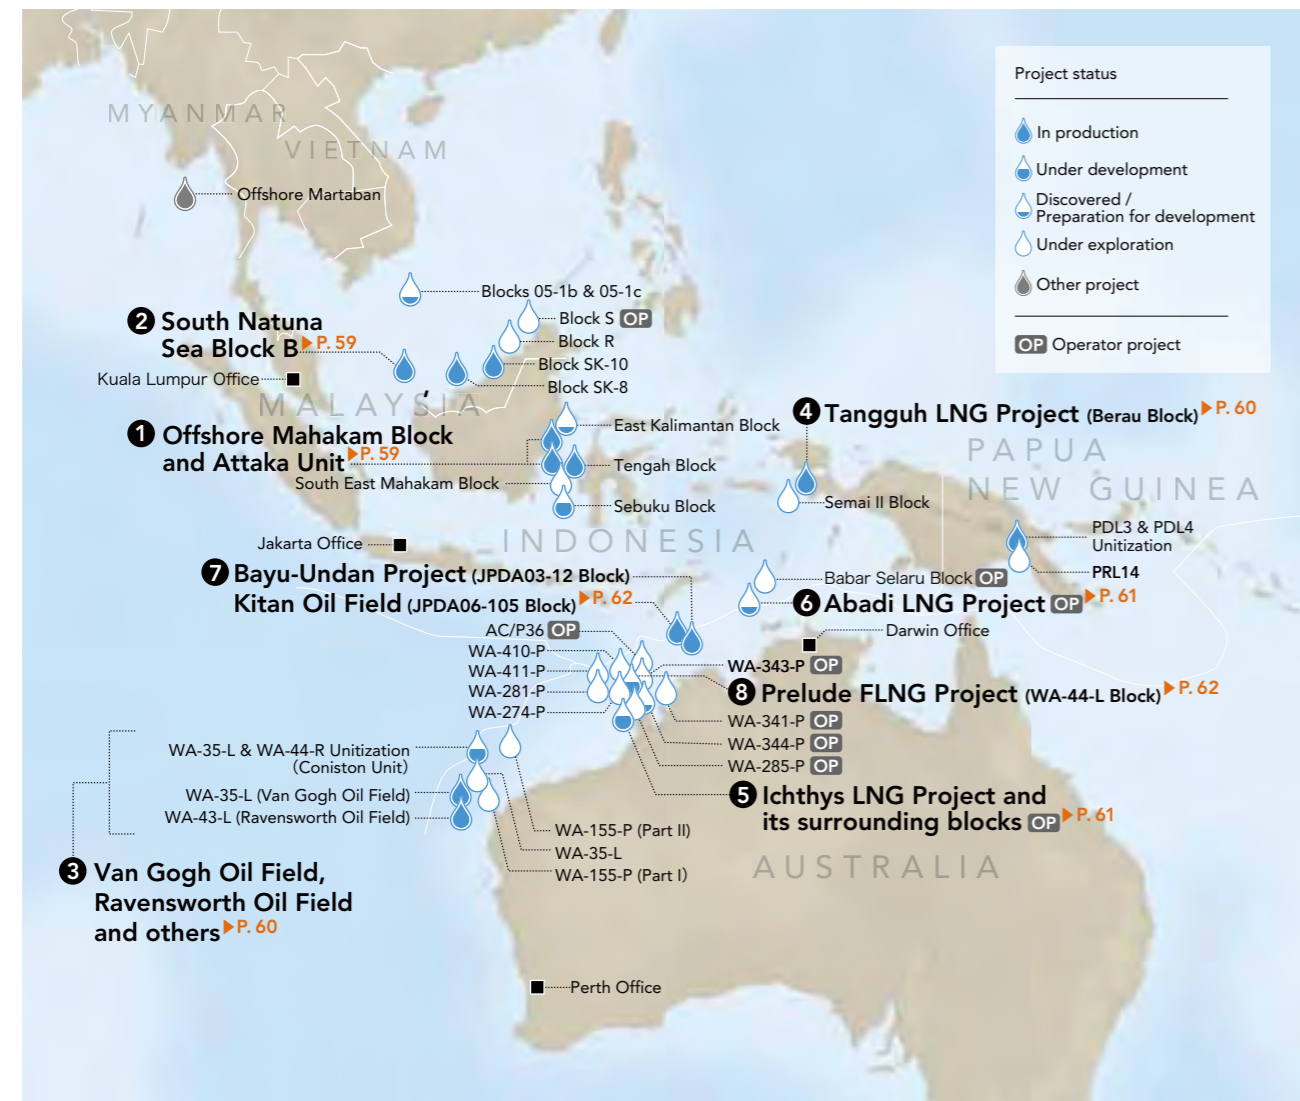 Project status
In production
Under development
Discovered /
Preparation for development
Under exploration
Other project
OP Operator project
MYANMAR
VIETNAM
Offshore Martaban
Blocks 05-1b & 05-1c
Block S OP
Block R
Block SK-10
Block SK-8
2 South Natuna
Sea Block B P. 59
Kuala Lumpur Office
MALAYSIA
1 Offshore Mahakam Block
and Attaka Unit P. 59
East Kalimantan Block
Tengah Block
South East Mahakam Block
Sebuku Block
4 Tangguh LNG Project (Berau Block) P. 60
PAPUA
NEW GUINEA
Semai II Block
PDL3 & PDL4
Unitization
PRL14
INDONESIA
Jakarta Office
7 Bayu-Undan Project (JPDA03-12 Block)
Kitan Oil Field (JPDA06-105 Block) P. 62
Babar Selaru Block OP
6 Abadi LNG Project OP P. 61
Darwin Office
AC/P36 OP
WA-410-P
WA-411-P
WA-281-P
WA-274-P
WA-343-P OP
8 Prelude FLNG Project (WA-44-L Block) P. 62
WA-341-P OP
WA-344-P OP
WA-285-P OP
5 Ichthys LNG Project and
its surrounding blocks OP P. 61
WA-35-L & WA-44-R Unitization
(Coniston Unit)
WA-35-L (Van Gogh Oil Field)
WA-43-L (Ravensworth Oil Field)
WA-155-P (Part II)
WA-35-L
WA-155-P (Part I)
3 Van Gogh Oil Field,
Ravensworth Oil Field
and others P. 60
AUSTRALIA
Perth Office